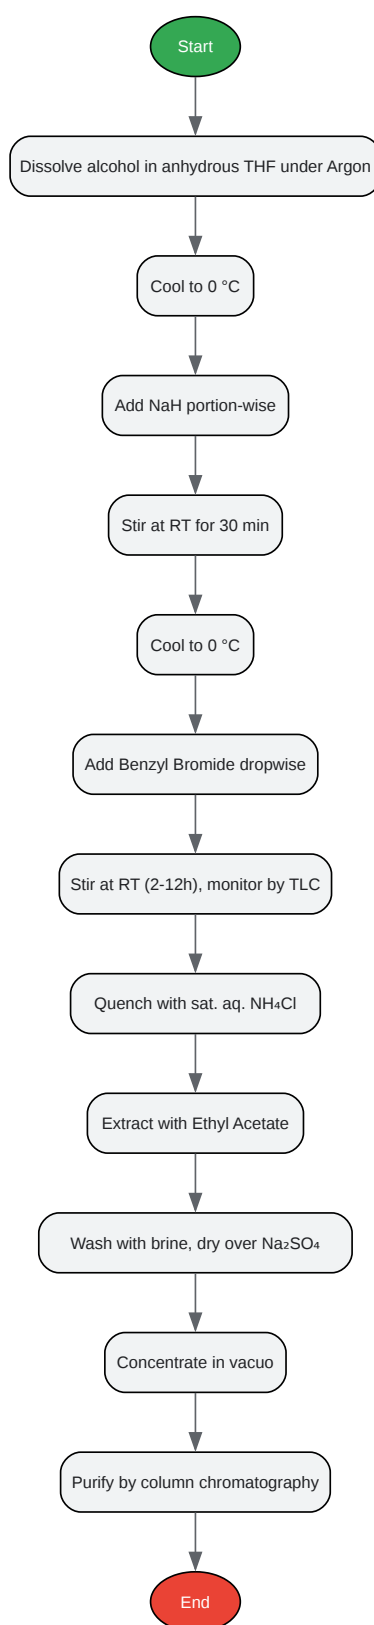 Start
Dissolve alcohol in anhydrous THF under Argon
Cool to 0 °C
Add NaH portion-wise
Stir at RT for 30 min
Cool to 0 °C
Add Benzyl Bromide dropwise
Stir at RT (2-12h), monitor by TLC
Quench with sat. aq. NH₄Cl
Extract with Ethyl Acetate
Wash with brine, dry over Na₂SO₄
Concentrate in vacuo
Purify by column chromatography
End